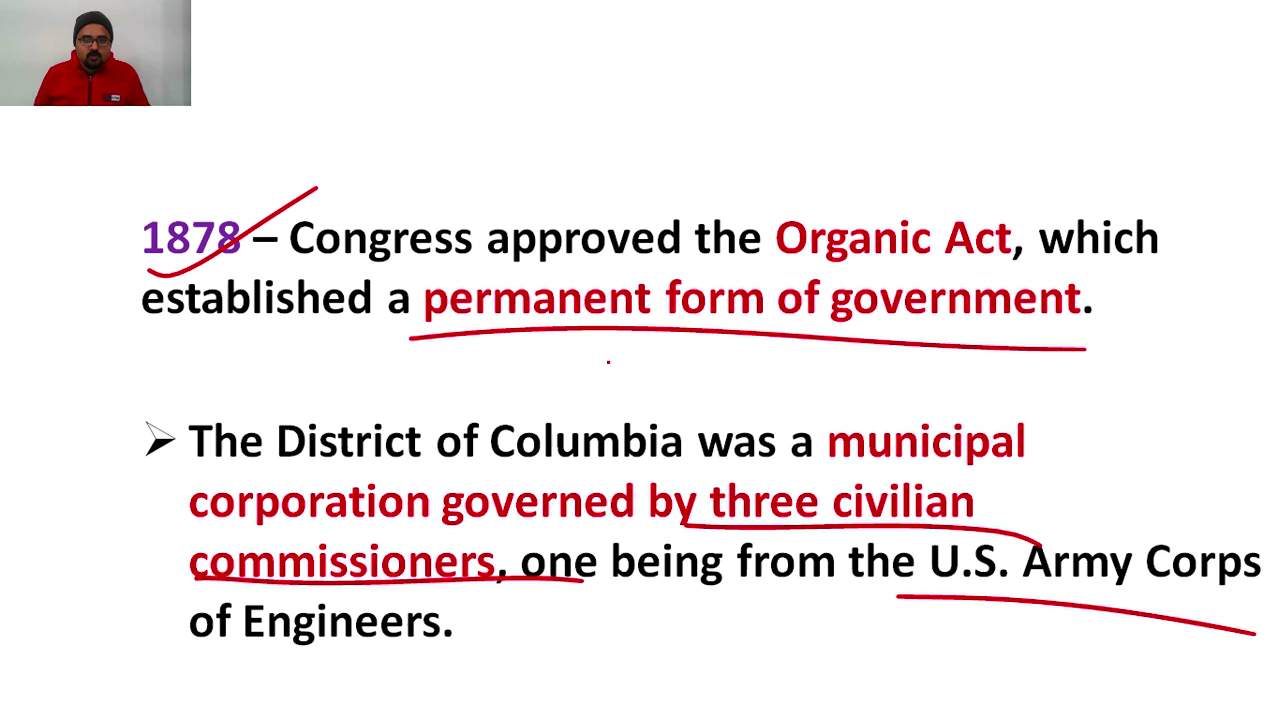 1878 – Congress approved the Organic Act, which
established a permanent form of government.
➢ The District of Columbia was a municipal
corporation governed by three civilian
commissioners, one being from the U.S. Army Corps
of Engineers.